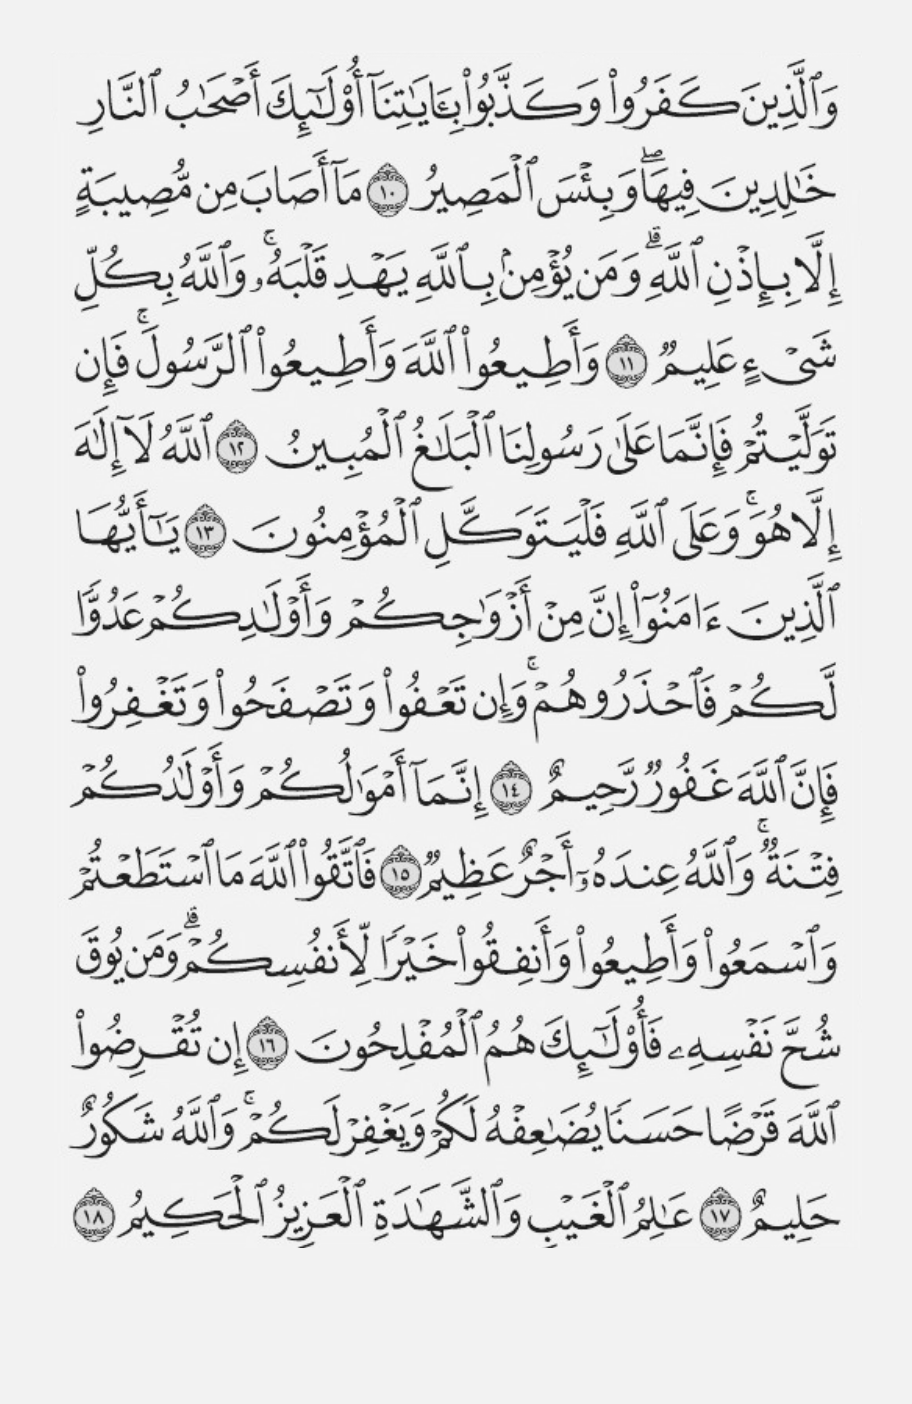 وَٱلَّذِينَ كَفَرُواْ وَكَذَّبُواْ بِـَٔايَٰتِنَآ أُوْلَٰٓئِكَ أَصۡحَٰبُ ٱلنَّارِ
خَٰلِدِينَ فِيهَاۖ وَبِئۡسَ ٱلۡمَصِيرُ ١٠ مَآ أَصَابَ مِن مُّصِيبَةٍ
إِلَّا بِإِذۡنِ ٱللَّهِۗ وَمَن يُؤۡمِنۢ بِٱللَّهِ يَهۡدِ قَلۡبَهُۥۚ وَٱللَّهُ بِكُلِّ
شَيۡءٍ عَلِيمٞ ١١ وَأَطِيعُواْ ٱللَّهَ وَأَطِيعُواْ ٱلرَّسُولَۚ فَإِن
تَوَلَّيۡتُمۡ فَإِنَّمَا عَلَىٰ رَسُولِنَا ٱلۡبَلَٰغُ ٱلۡمُبِينُ ١٢ ٱللَّهُ لَآ إِلَٰهَ
إِلَّا هُوَۚ وَعَلَى ٱللَّهِ فَلۡيَتَوَكَّلِ ٱلۡمُؤۡمِنُونَ ١٣ يَٰٓأَيُّهَا
ٱلَّذِينَ ءَامَنُوٓاْ إِنَّ مِنۡ أَزۡوَٰجِكُمۡ وَأَوۡلَٰدِكُمۡ عَدُوّٗا
لَّكُمۡ فَٱحۡذَرُوهُمۡۚ وَإِن تَعۡفُواْ وَتَصۡفَحُواْ وَتَغۡفِرُواْ
فَإِنَّ ٱللَّهَ غَفُورٞ رَّحِيمٌ ١٤ إِنَّمَآ أَمۡوَٰلُكُمۡ وَأَوۡلَٰدُكُمۡ
فِتۡنَةٞۚ وَٱللَّهُ عِندَهُۥٓ أَجۡرٌ عَظِيمٞ ١٥ فَٱتَّقُواْ ٱللَّهَ مَا ٱسۡتَطَعۡتُمۡ
وَٱسۡمَعُواْ وَأَطِيعُواْ وَأَنفِقُواْ خَيۡرٗا لِّأَنفُسِكُمۡۗ وَمَن يُوقَ
شُحَّ نَفۡسِهِۦ فَأُوْلَٰٓئِكَ هُمُ ٱلۡمُفۡلِحُونَ ١٦ إِن تُقۡرِضُواْ
ٱللَّهَ قَرۡضًا حَسَنٗا يُضَٰعِفۡهُ لَكُمۡ وَيَغۡفِرۡ لَكُمۡۚ وَٱللَّهُ شَكُورٌ
حَلِيمٌ ١٧ عَٰلِمُ ٱلۡغَيۡبِ وَٱلشَّهَٰدَةِ ٱلۡعَزِيزُ ٱلۡحَكِيمُ ١٨